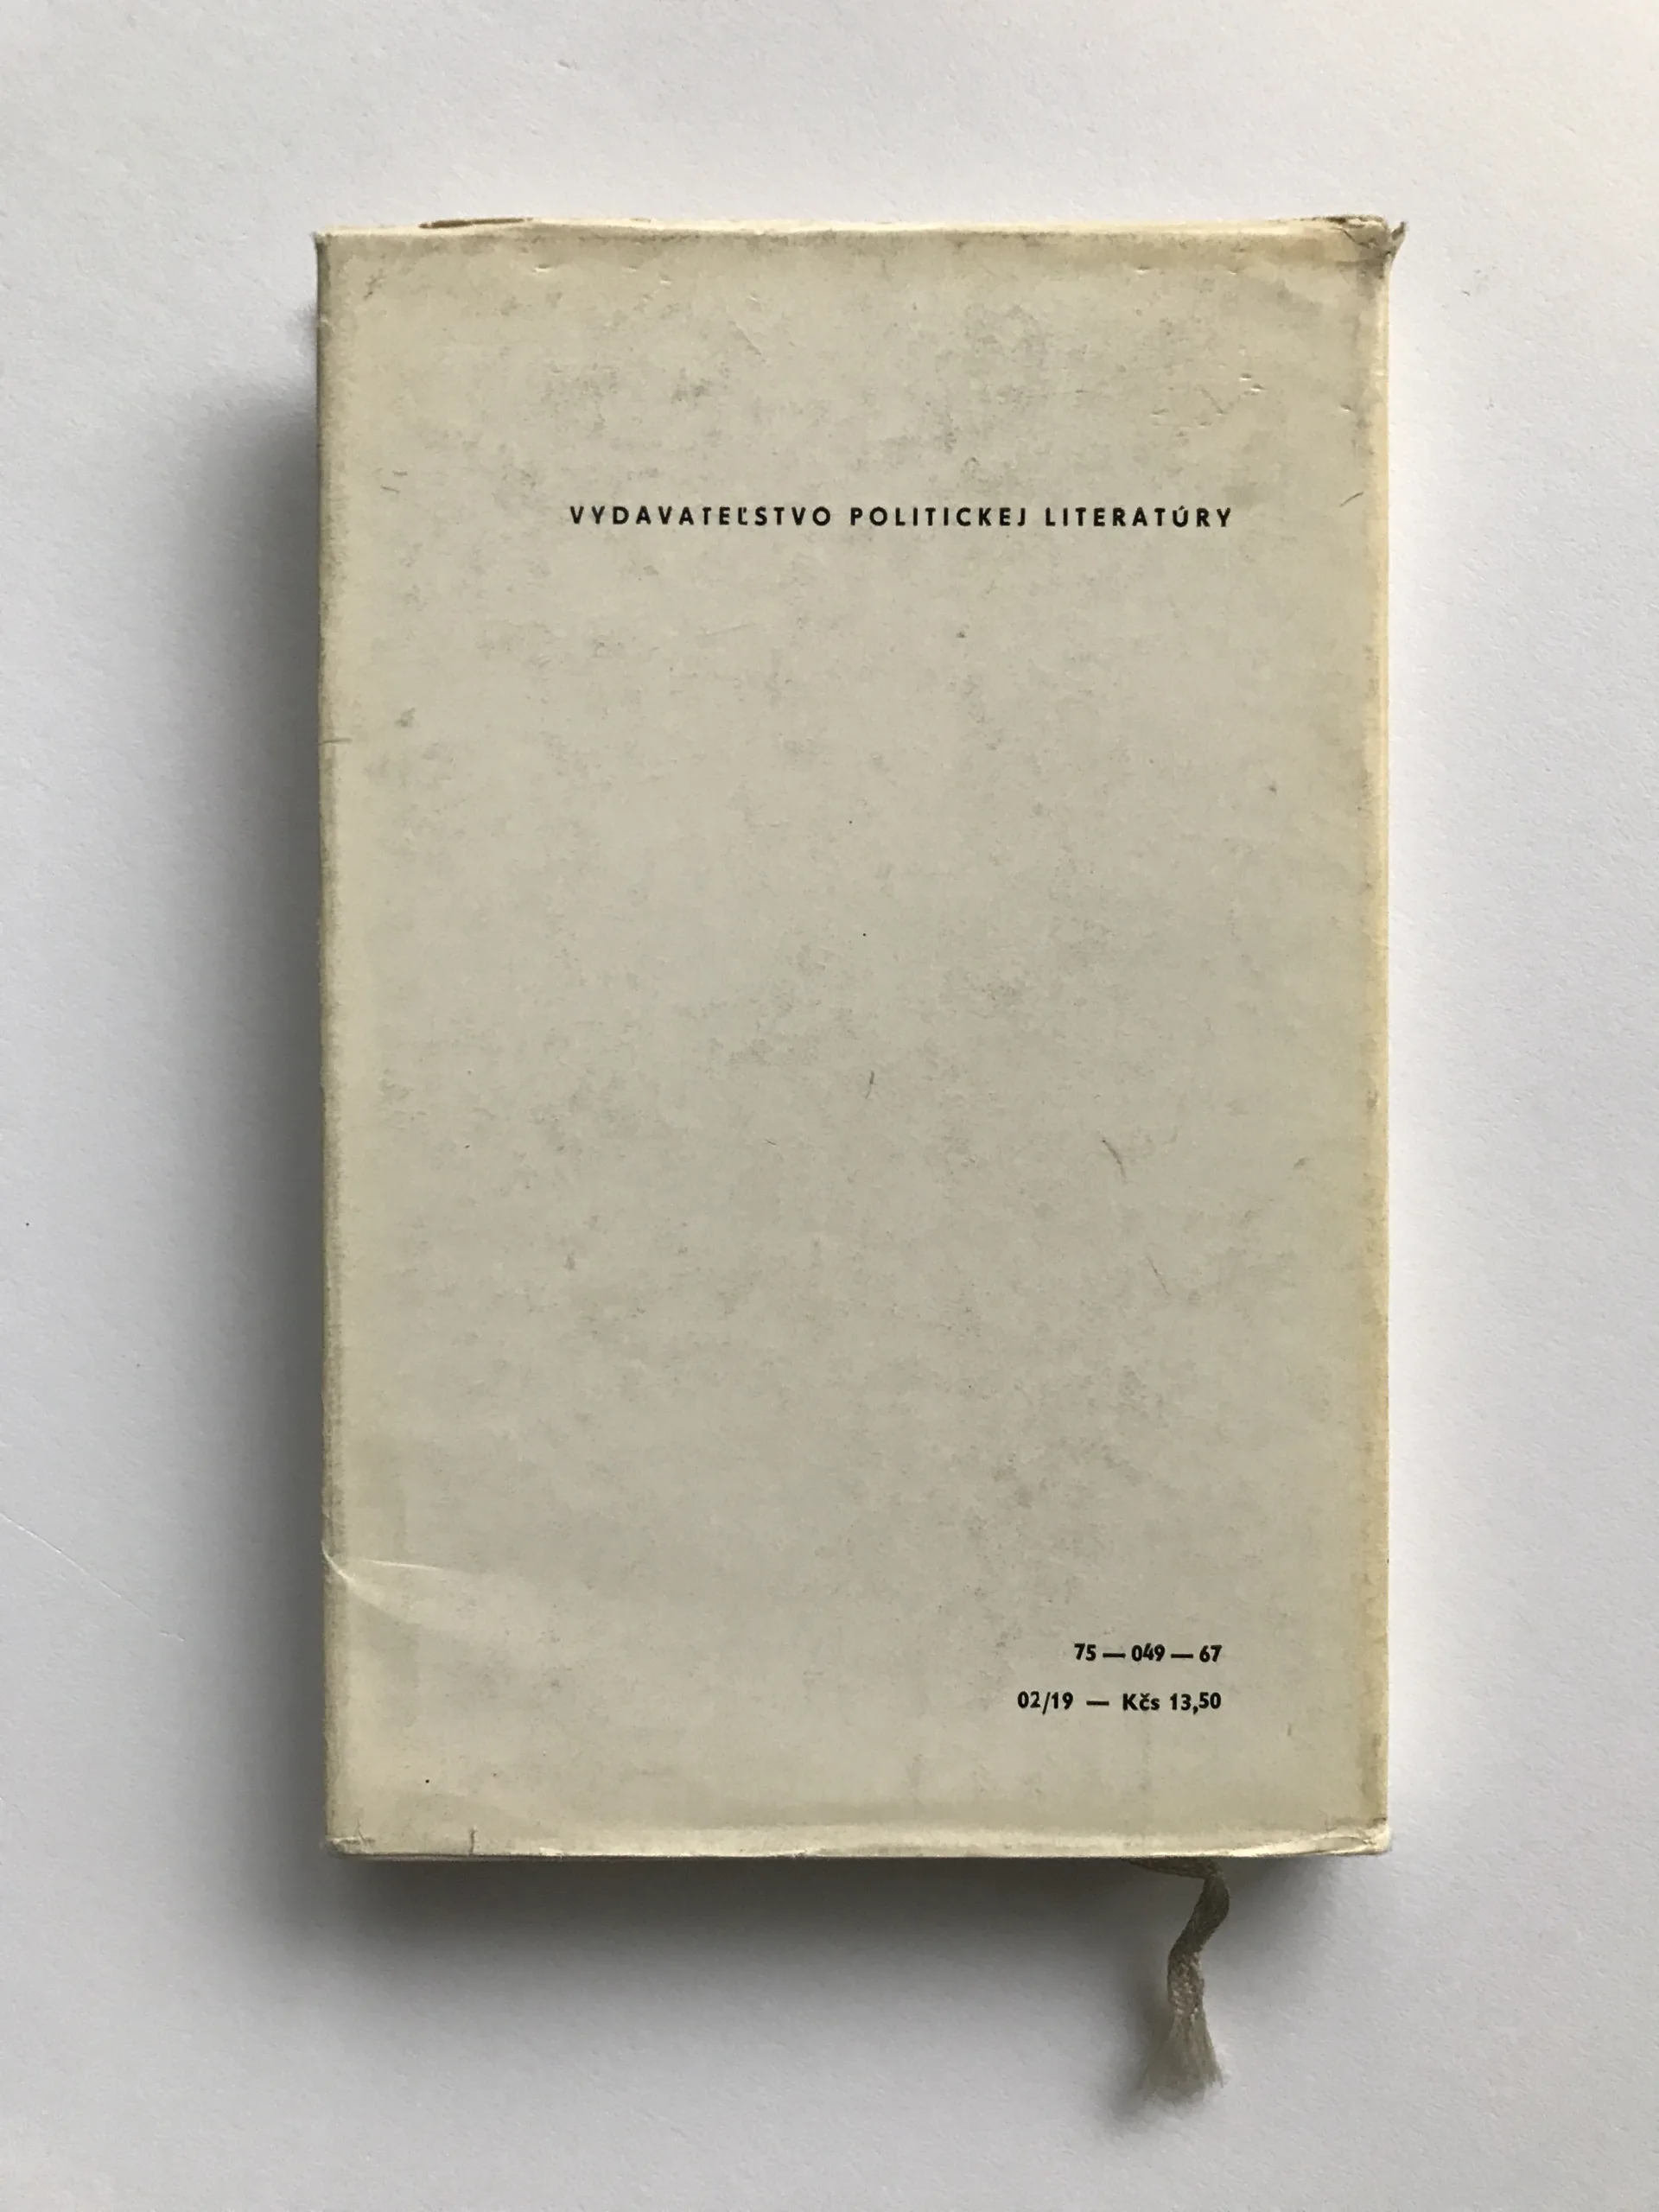 VYDAVATEĽSTVO POLITICKEJ LITERATÚRY
75 — 049 — 67
02/19 — Kčs 13,50